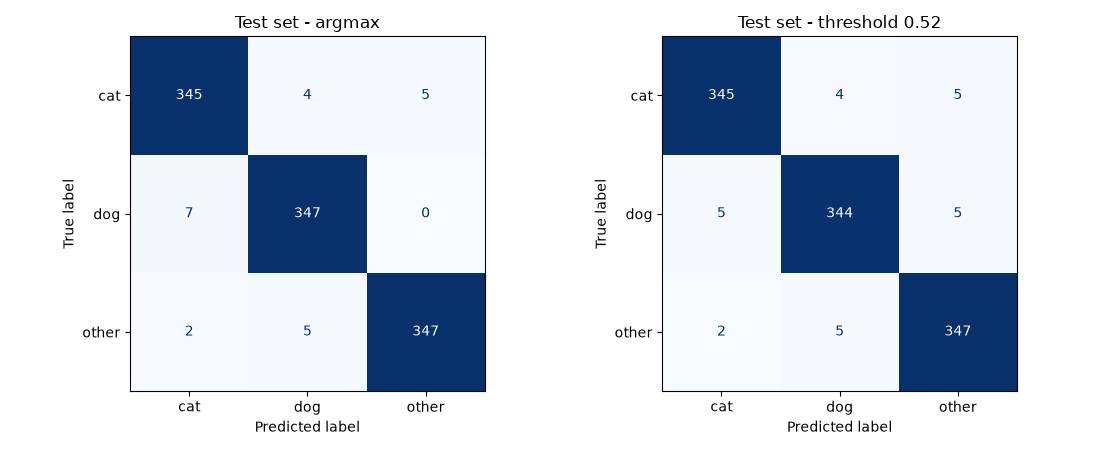 Test set - argmax
True label
cat
345 4 5
dog
7 347 0
other
2 5 347
cat dog other
Predicted label
Test set - threshold 0.52
True label
cat
345 4 5
dog
5 344 5
other
2 5 347
cat dog other
Predicted label